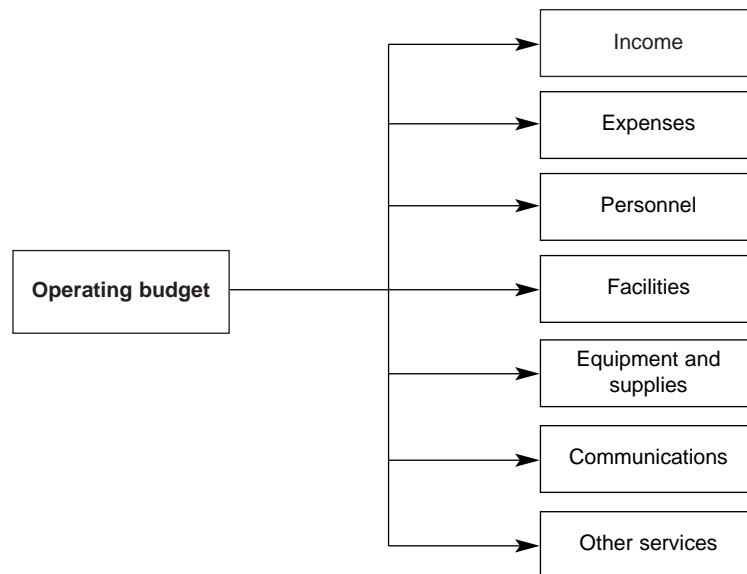 Income
Expenses
Personnel
Operating budget
Facilities
Equipment and
supplies
Communications
Other services